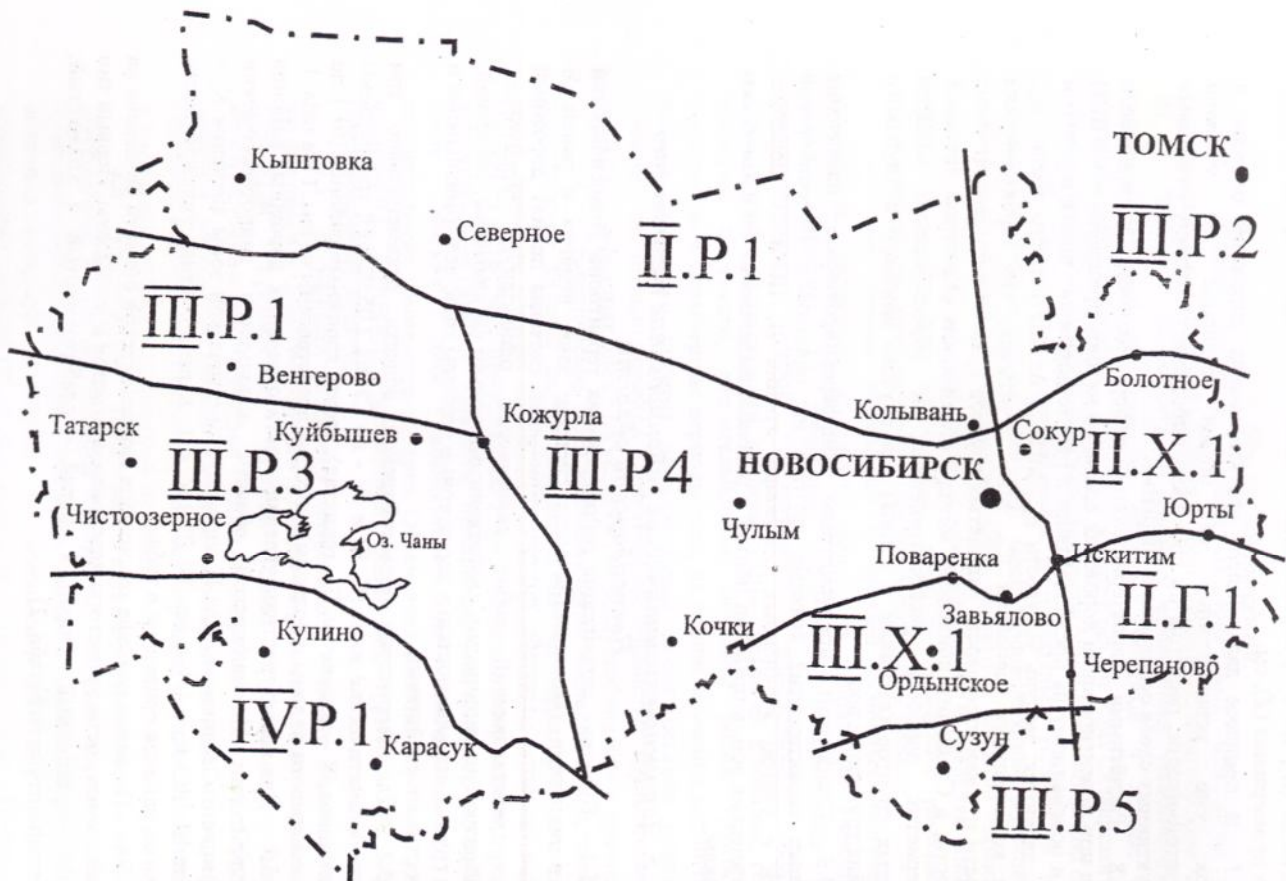 ТОМСК
Кыштовка
III.Р.2
Северное
II.Р.1
III.Р.1
Венгерово
Болотное
Кожурла
Колывань
Татарск
Куйбышев
Сокур
II.Х.1
III.Р.3
III.Р.4
НОВОСИБИРСК
Чистоозерное
Чулым
Юрты
Оз. Чаны
Поваренка
Искитим
II.Г.1
Завьялово
Купино
Кочки
III.Х.1
Черепаново
Ордынское
IV.Р.1
Карасук
Сузун
III.Р.5